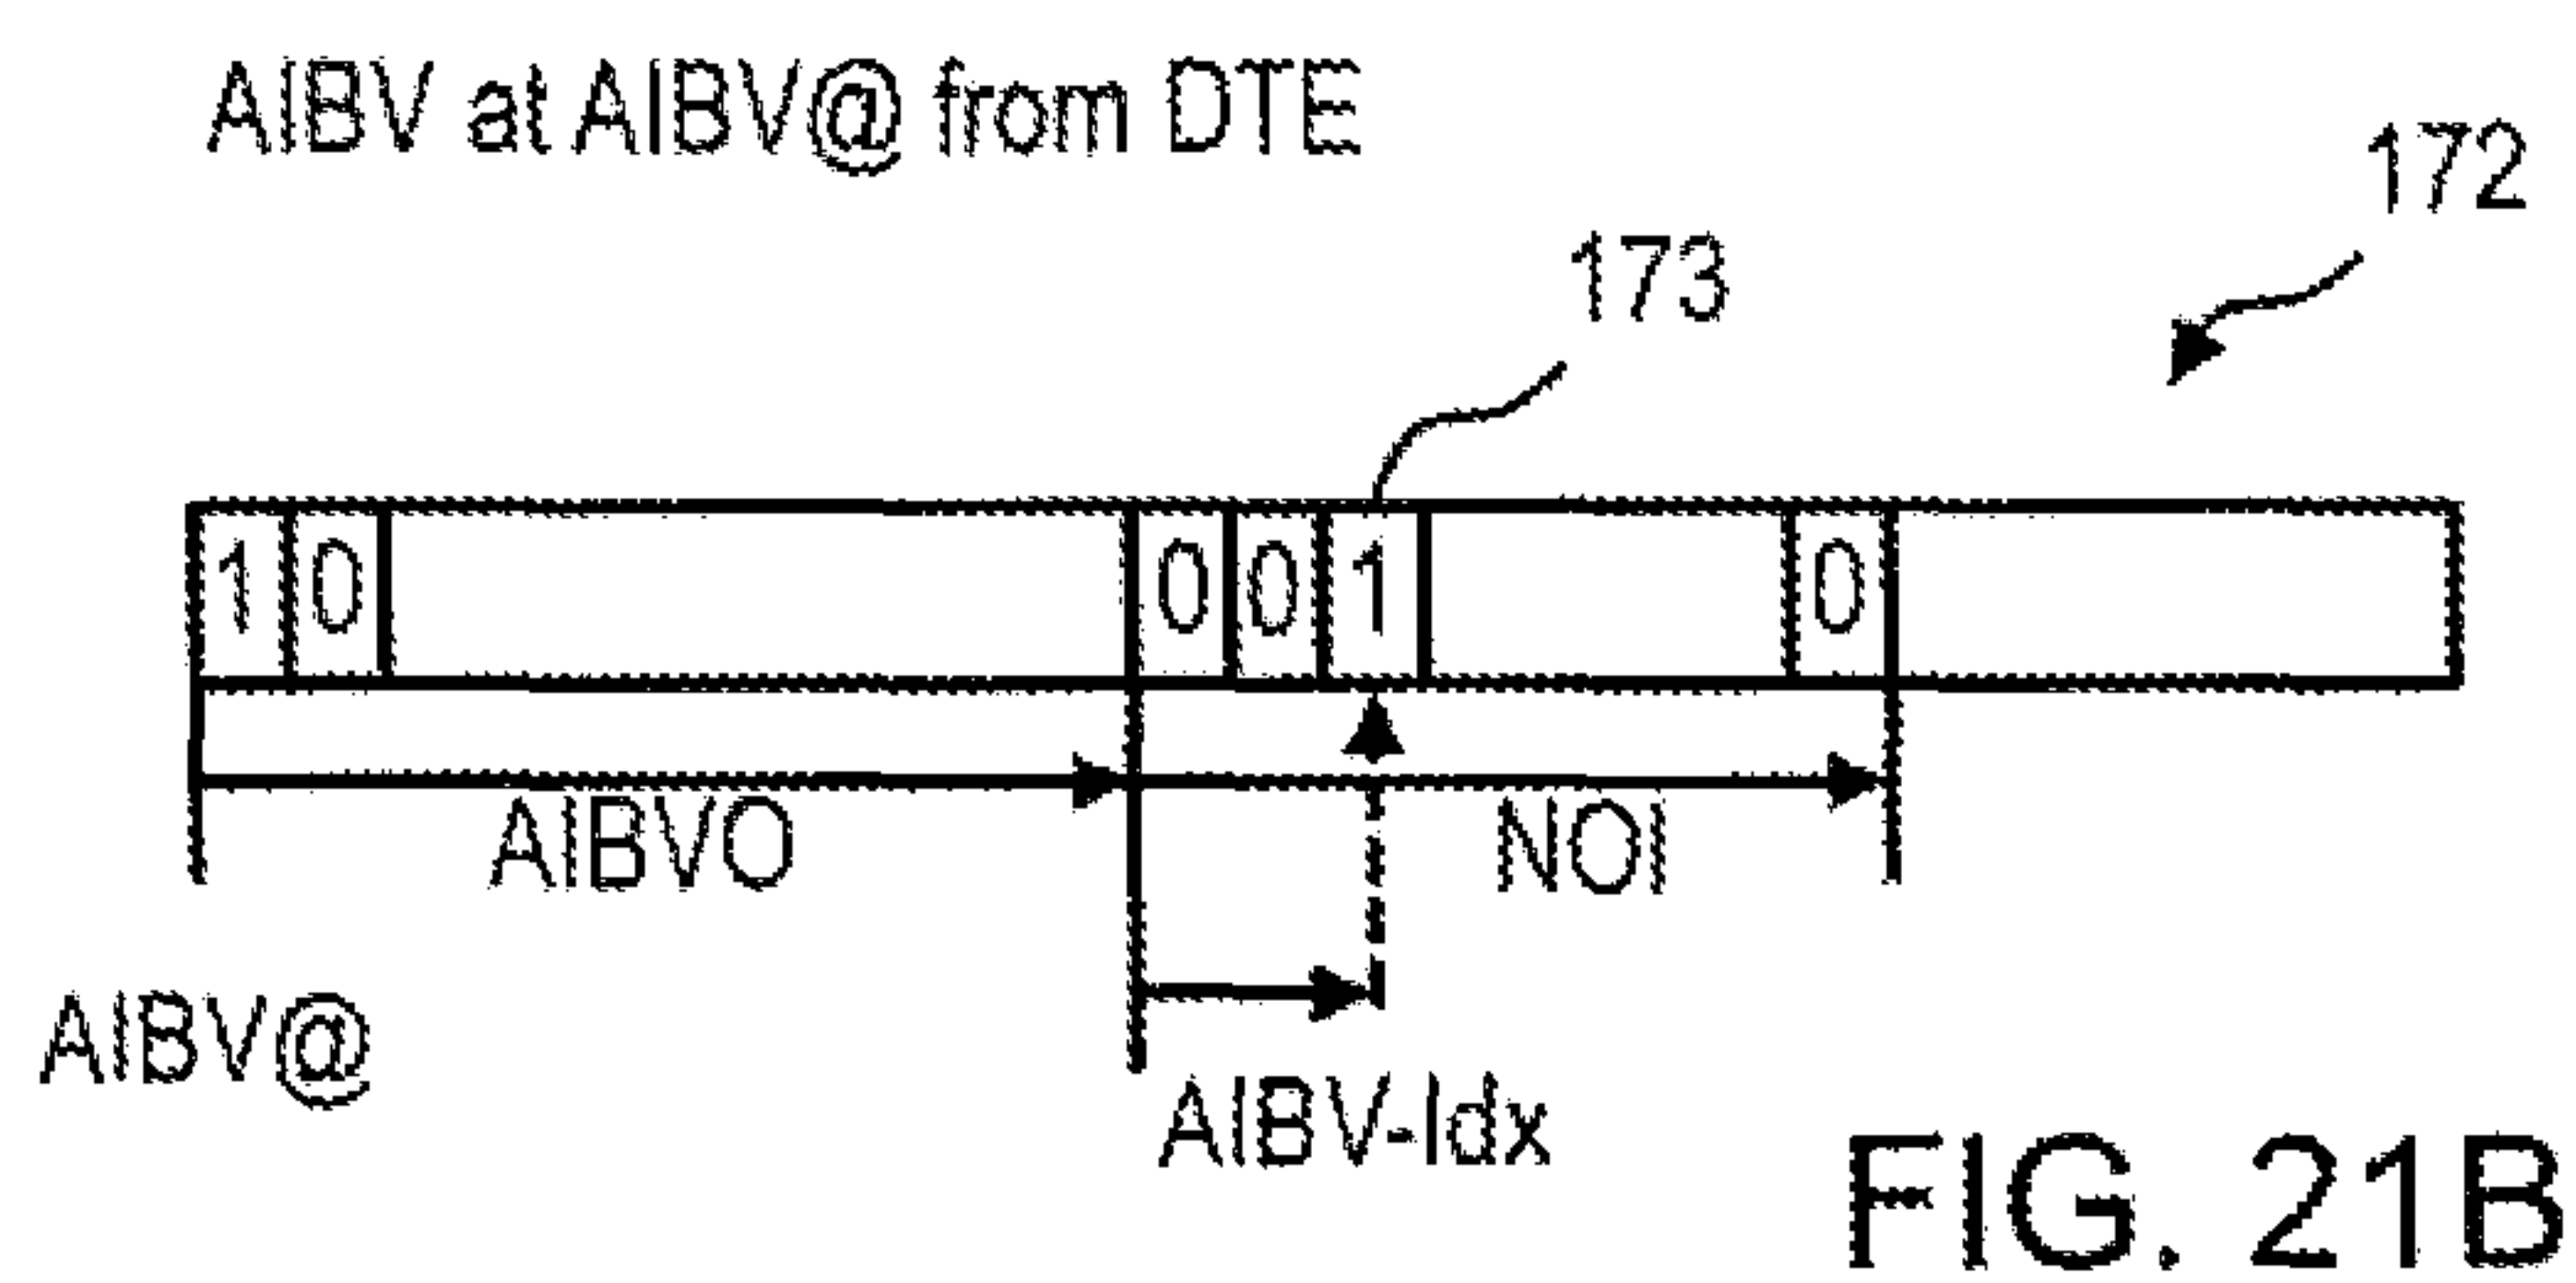 AIBV at AIBV@ from DTE
172
173
1 0 0 0 1 0
AIBVO NOI
AIBV@
AIBV-Idx
FIG. 21B